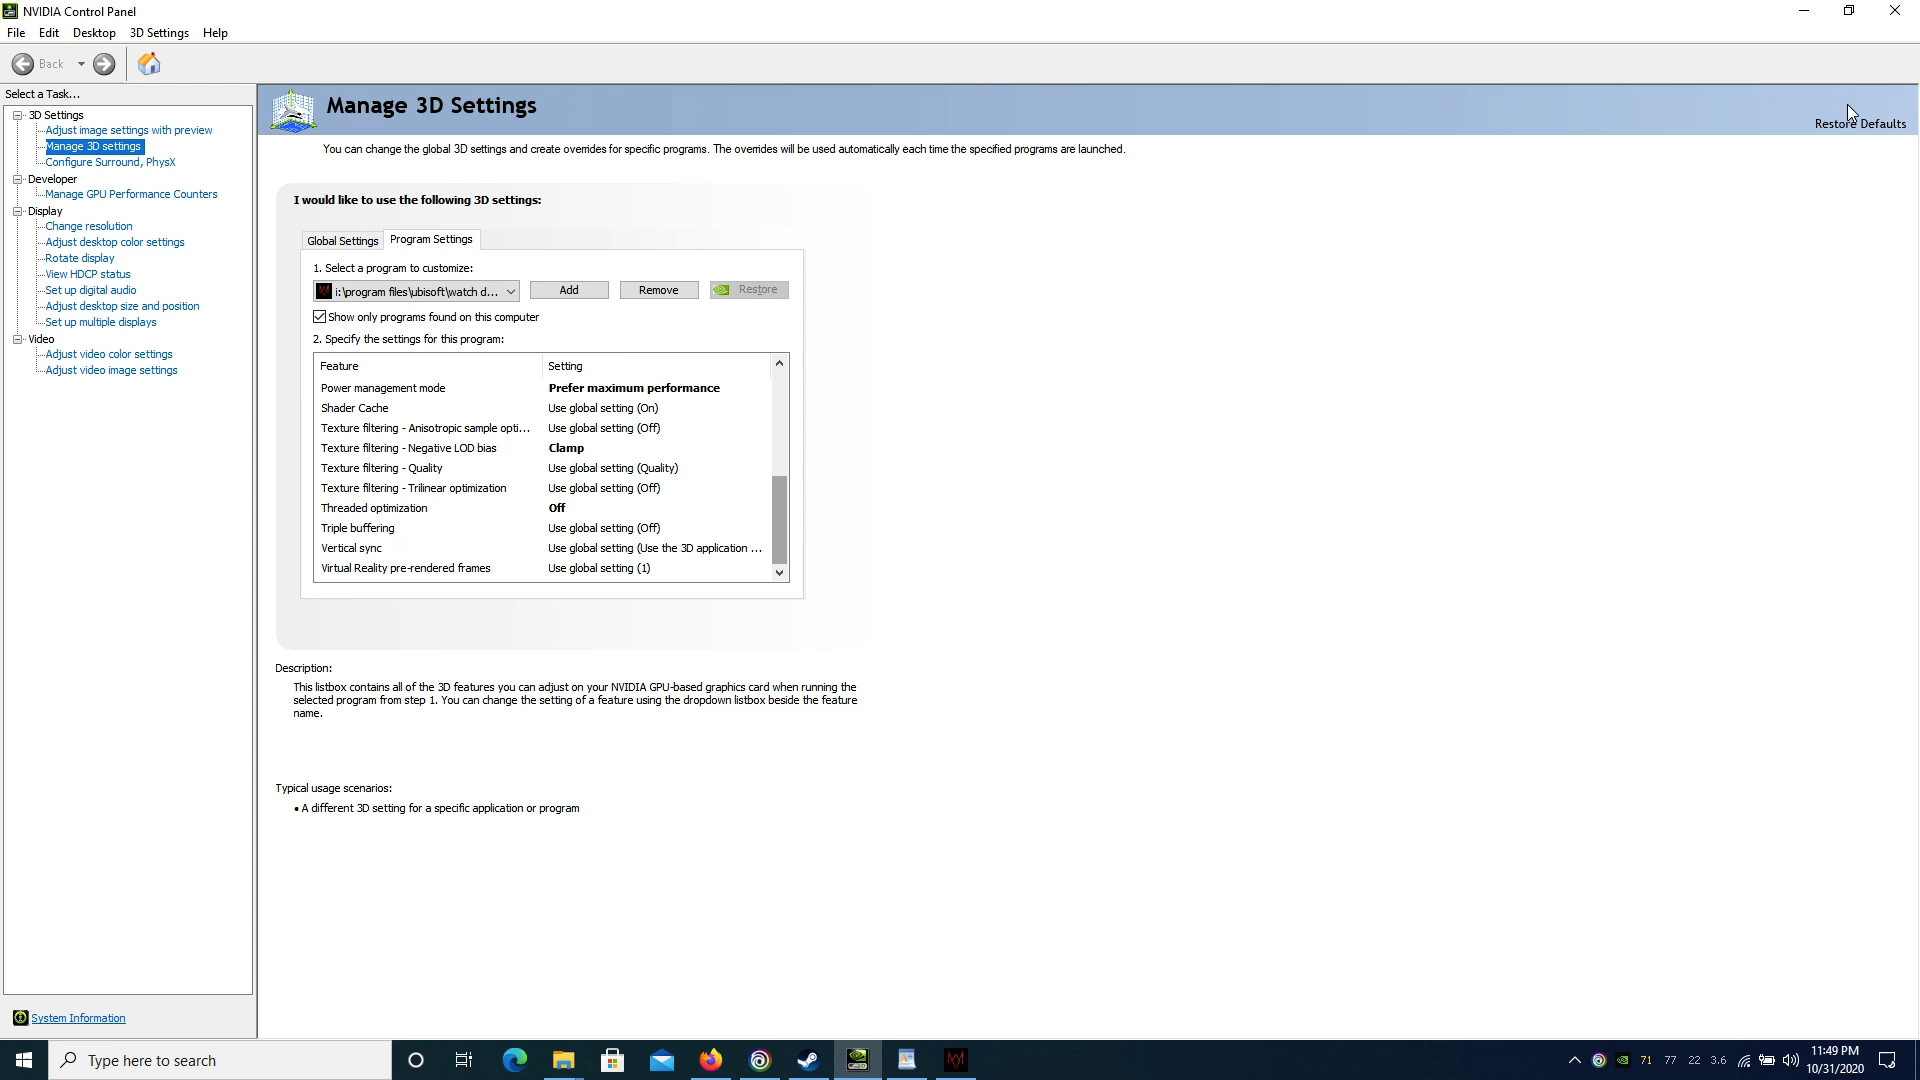 NVIDIA Control Panel
File Edit Desktop 3D Settings Help
Back
Select a Task...
3D Settings
Adjust image settings with preview
Manage 3D settings
Configure Surround, PhysX
Developer
Manage GPU Performance Counters
Display
Change resolution
Adjust desktop color settings
Rotate display
View HDCP status
Set up digital audio
Adjust desktop size and position
Set up multiple displays
Video
Adjust video color settings
Adjust video image settings
System Information
Manage 3D Settings
Restore Defaults
You can change the global 3D settings and create overrides for specific programs. The overrides will be used automatically each time the specified programs are launched.
I would like to use the following 3D settings:
Global Settings Program Settings
1. Select a program to customize:
i:\program files\ubisoft\watch d... Add Remove Restore
Show only programs found on this computer
2. Specify the settings for this program:
Feature Setting
Power management mode Prefer maximum performance
Shader Cache Use global setting (On)
Texture filtering - Anisotropic sample opti... Use global setting (Off)
Texture filtering - Negative LOD bias Clamp
Texture filtering - Quality Use global setting (Quality)
Texture filtering - Trilinear optimization Use global setting (Off)
Threaded optimization Off
Triple buffering Use global setting (Off)
Vertical sync Use global setting (Use the 3D application ...
Virtual Reality pre-rendered frames Use global setting (1)
Description:
This listbox contains all of the 3D features you can adjust on your NVIDIA GPU-based graphics card when running the
selected program from step 1. You can change the setting of a feature using the dropdown listbox beside the feature
name.
Typical usage scenarios:
• A different 3D setting for a specific application or program
Type here to search
71 77 22 3.6
11:49 PM
10/31/2020